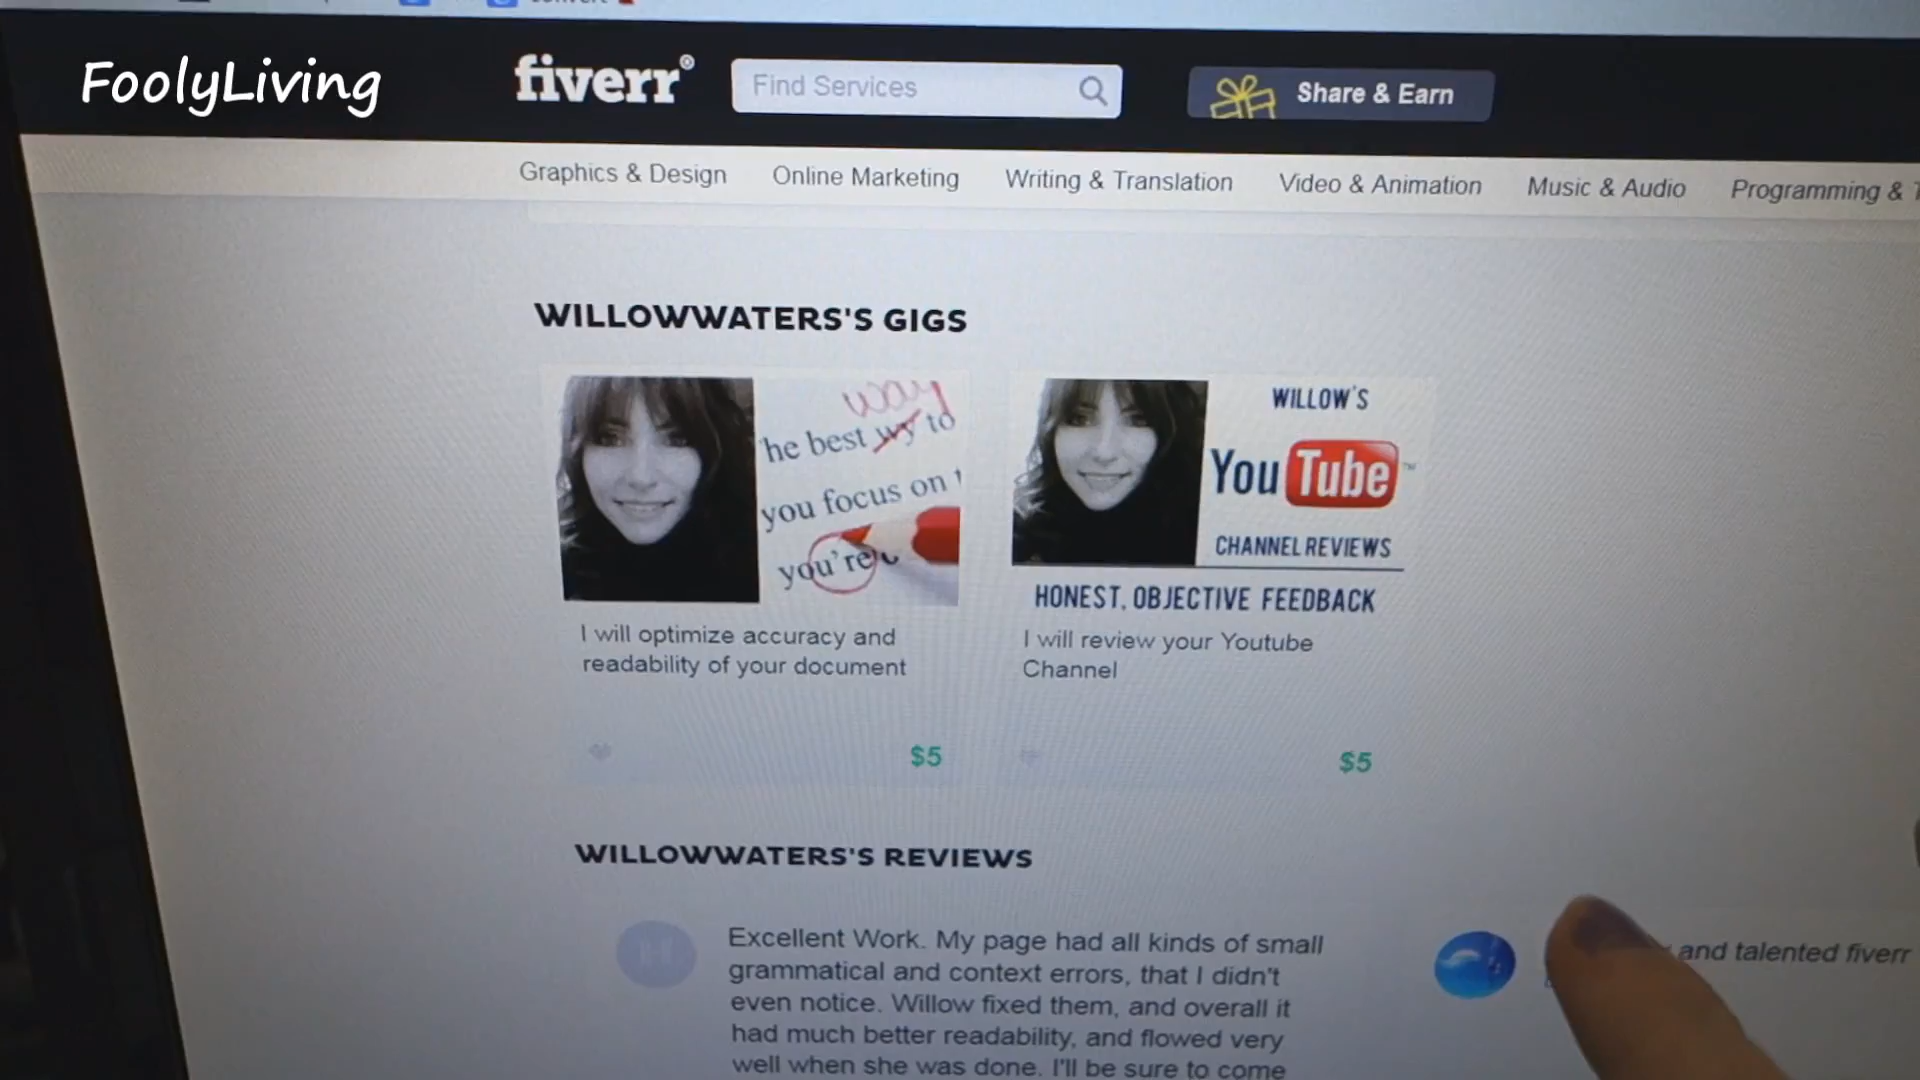 FoolyLiving
fiverr®
Find Services
Share & Earn
Graphics & Design Online Marketing Writing & Translation Video & Animation Music & Audio Programming &
WILLOWWATERS'S GIGS
way
he best wy to
you focus on
you're
WILLOW'S
YouTube™
CHANNEL REVIEWS
HONEST, OBJECTIVE FEEDBACK
I will optimize accuracy and
readability of your document
I will review your Youtube
Channel
$5
$5
WILLOWWATERS'S REVIEWS
Excellent Work. My page had all kinds of small
grammatical and context errors, that I didn't
even notice. Willow fixed them, and overall it
had much better readability, and flowed very
well when she was done. I'll be sure to come
and talented fiverr